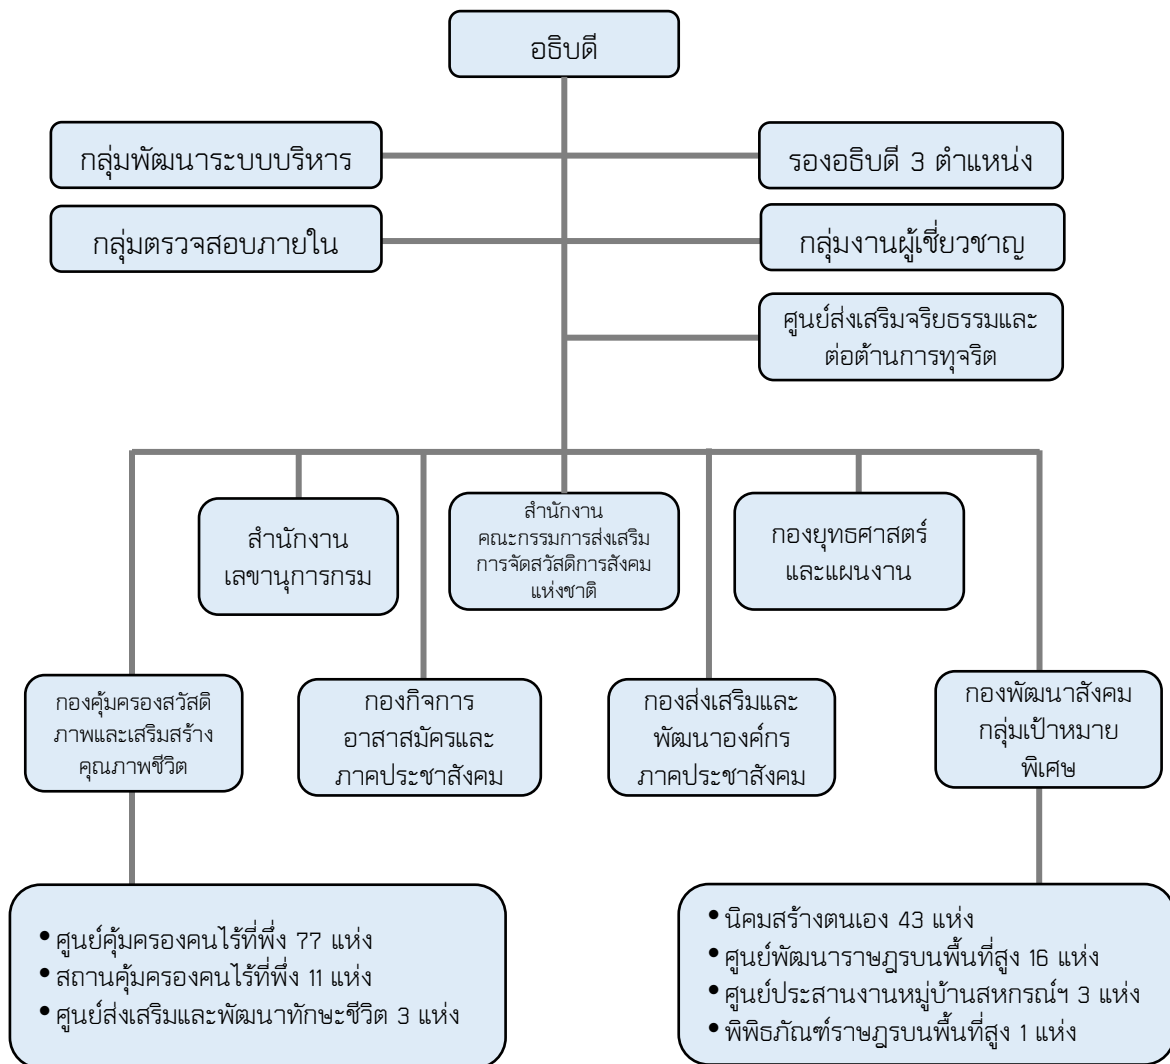 อธิบดี
กลุ่มพัฒนาระบบบริหาร
รองอธิบดี 3 ตำแหน่ง
กลุ่มตรวจสอบภายใน
กลุ่มงานผู้เชี่ยวชาญ
ศูนย์ส่งเสริมจริยธรรมและ
ต่อต้านการทุจริต
สำนักงาน
เลขานุการกรม
สำนักงาน
คณะกรรมการส่งเสริม
การจัดสวัสดิการสังคม
แห่งชาติ
กองยุทธศาสตร์
และแผนงาน
กองคุ้มครองสวัสดิ
ภาพและเสริมสร้าง
คุณภาพชีวิต
กองกิจการ
อาสาสมัครและ
ภาคประชาสังคม
กองส่งเสริมและ
พัฒนาองค์กร
ภาคประชาสังคม
กองพัฒนาสังคม
กลุ่มเป้าหมาย
พิเศษ
• ศูนย์คุ้มครองคนไร้ที่พึ่ง 77 แห่ง
• สถานคุ้มครองคนไร้ที่พึ่ง 11 แห่ง
• ศูนย์ส่งเสริมและพัฒนาทักษะชีวิต 3 แห่ง
• นิคมสร้างตนเอง 43 แห่ง
• ศูนย์พัฒนาราษฎรบนพื้นที่สูง 16 แห่ง
• ศูนย์ประสานงานหมู่บ้านสหกรณ์ฯ 3 แห่ง
• พิพิธภัณฑ์ราษฎรบนพื้นที่สูง 1 แห่ง